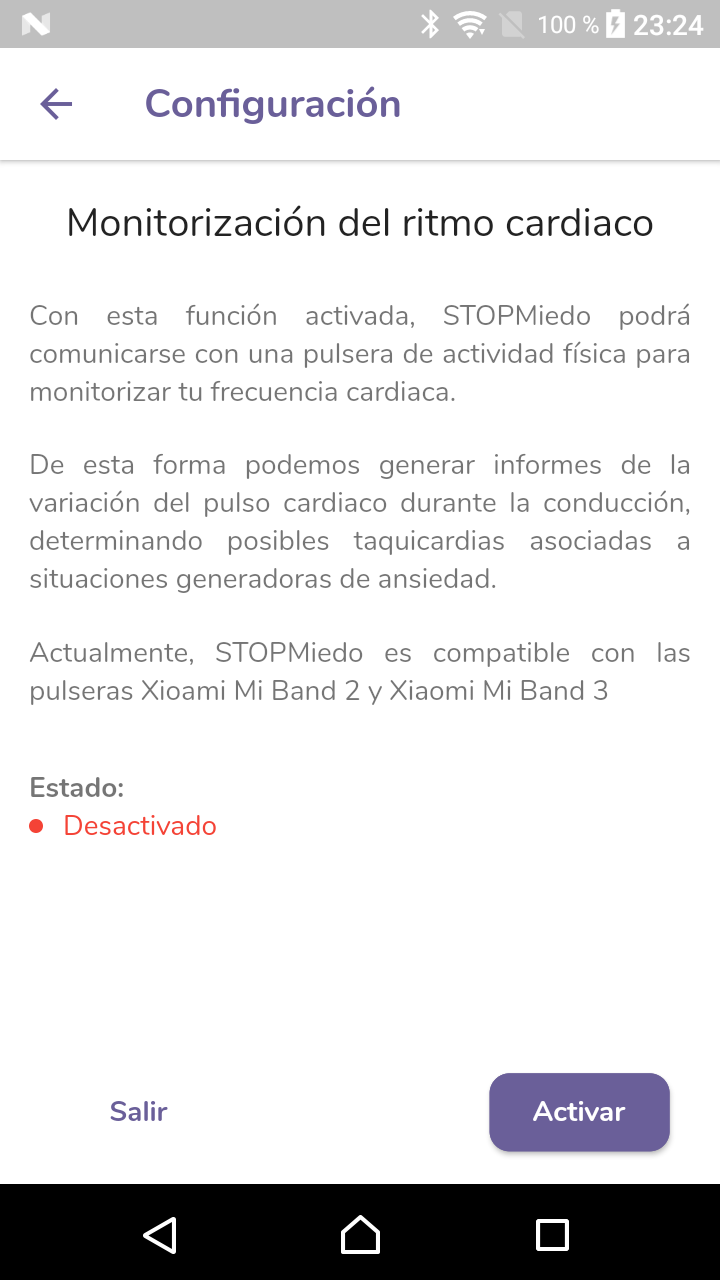 100 % 23:24
Configuración
Monitorización del ritmo cardiaco
Con esta función activada, STOPMiedo podrá
comunicarse con una pulsera de actividad física para
monitorizar tu frecuencia cardiaca.
De esta forma podemos generar informes de la
variación del pulso cardiaco durante la conducción,
determinando posibles taquicardias asociadas a
situaciones generadoras de ansiedad.
Actualmente, STOPMiedo es compatible con las
pulseras Xioami Mi Band 2 y Xiaomi Mi Band 3
Estado:
Desactivado
Salir
Activar